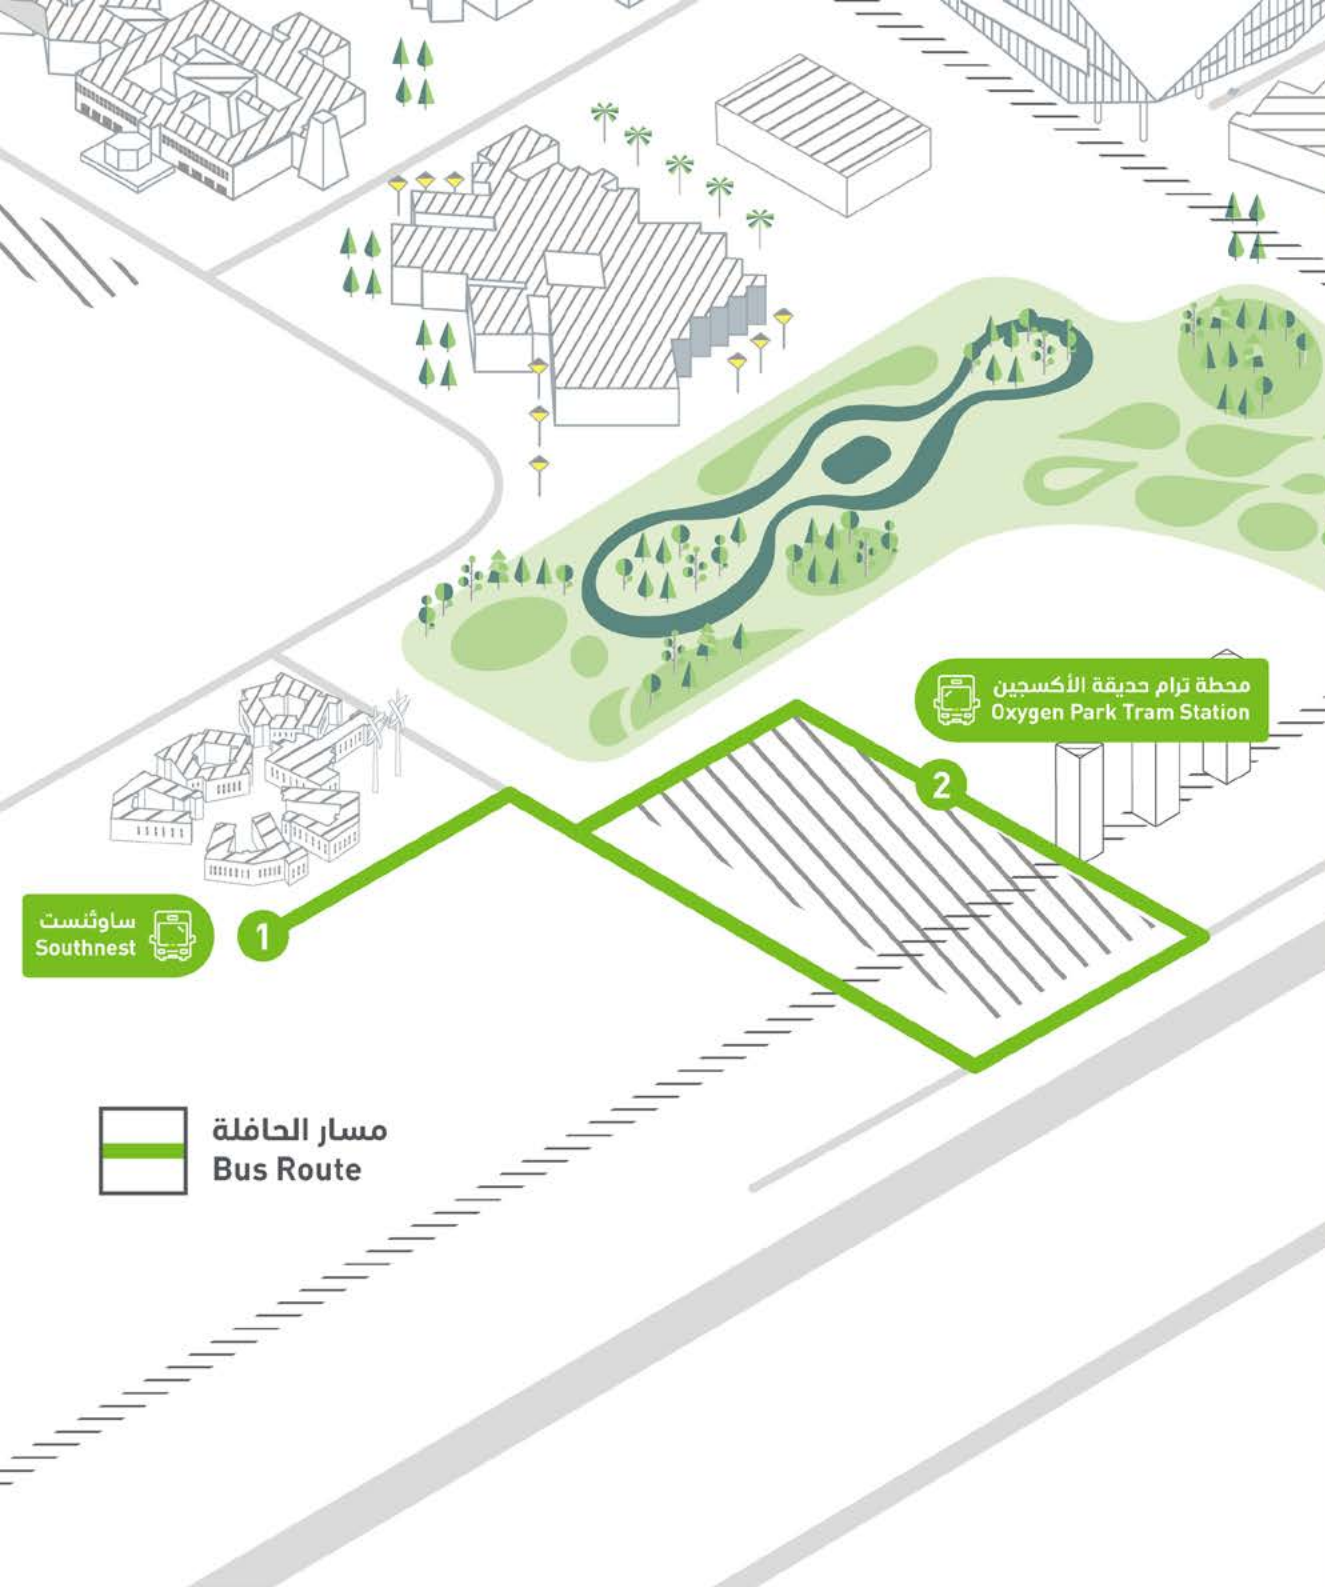 محطة ترام حديقة الأكسجين
Oxygen Park Tram Station
2
ساوثنست
Southnest
1
مسار الحافلة
Bus Route